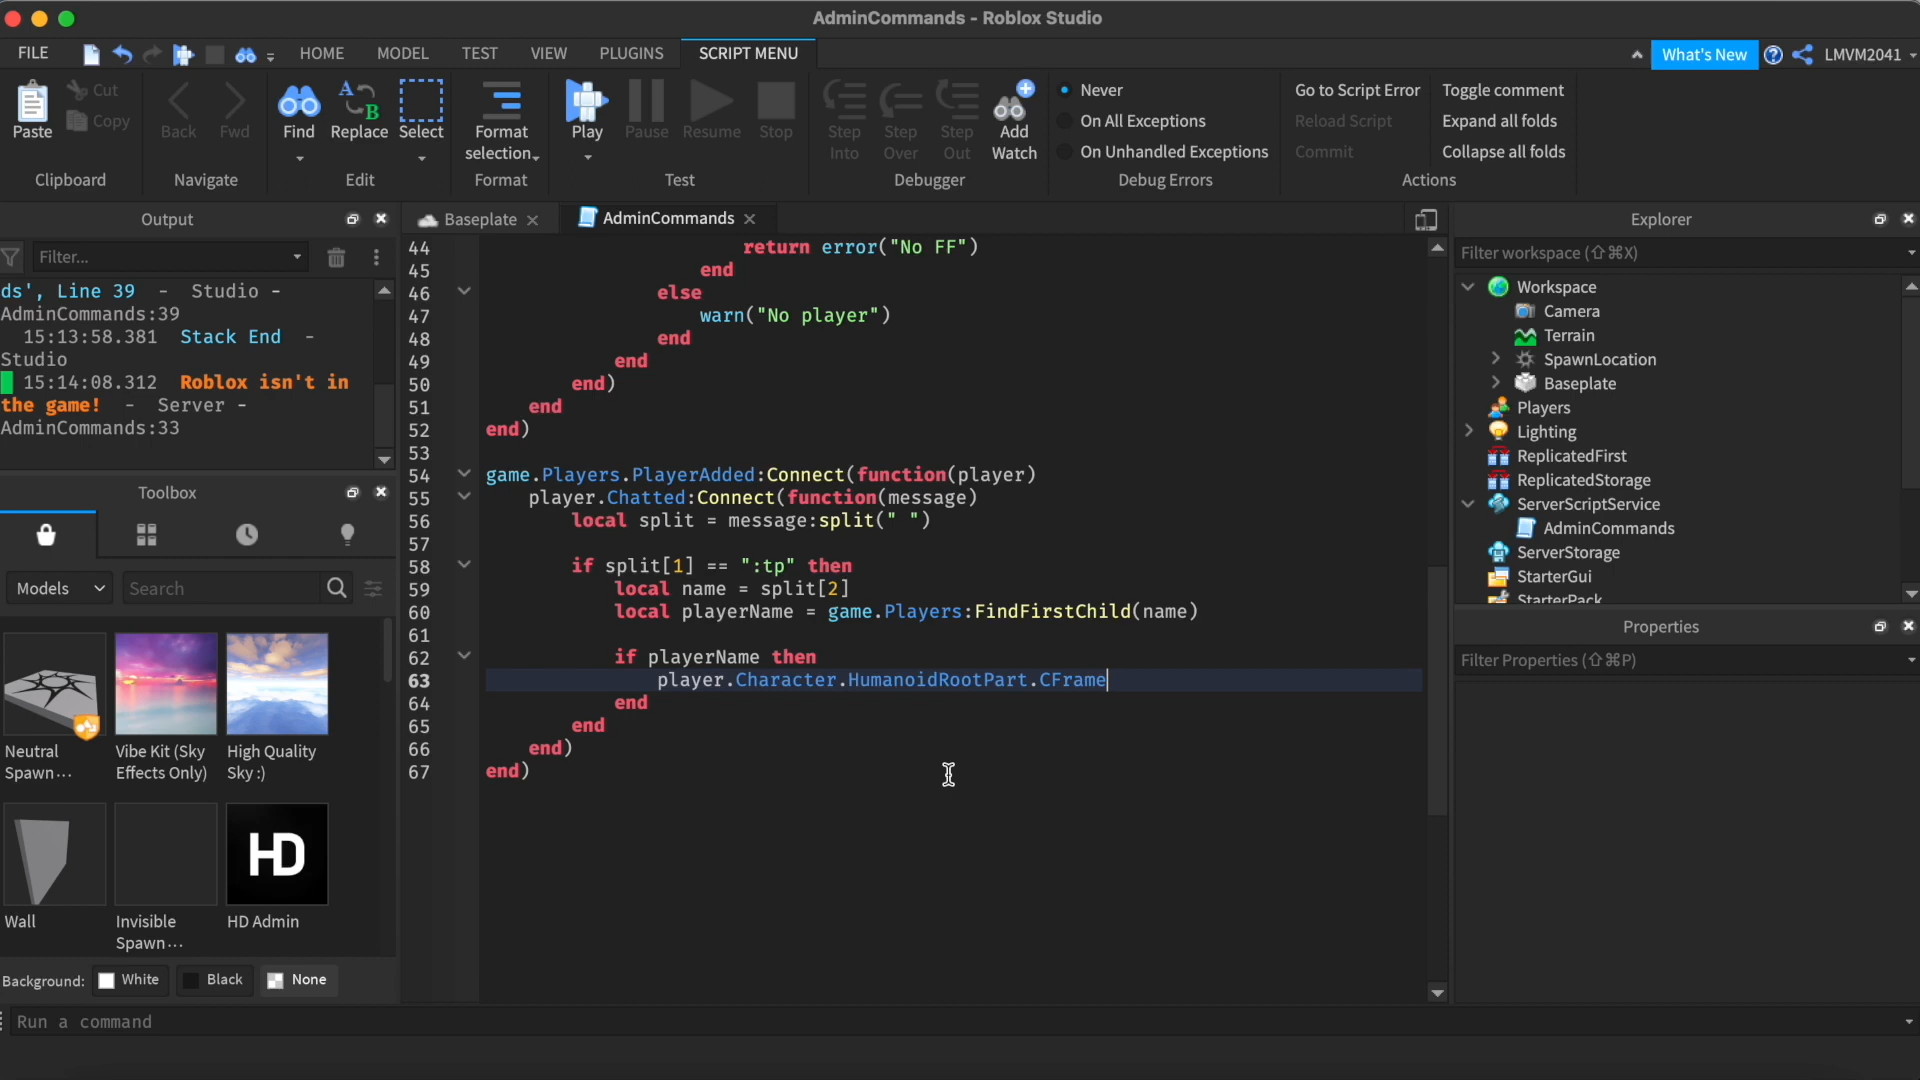 AdminCommands - Roblox Studio
FILE HOME MODEL TEST VIEW PLUGINS SCRIPT MENU What's New LMVM2041
Paste Cut Copy
Clipboard
Back Fwd
Navigate
Find Replace Select
Edit
Format selection
Format
Play Pause Resume Stop
Test
Step Into Step Over Step Out Add Watch
Debugger
Never
On All Exceptions
On Unhandled Exceptions
Debug Errors
Go to Script Error
Reload Script
Commit
Toggle comment
Expand all folds
Collapse all folds
Actions
Output
Filter...
ds', Line 39 - Studio -
AdminCommands:39
15:13:58.381 Stack End -
Studio
15:14:08.312 Roblox isn't in
the game! - Server -
AdminCommands:33
Toolbox
Models Search
Neutral Spawn...
Vibe Kit (Sky Effects Only)
High Quality Sky :)
HD
Wall
Invisible Spawn...
HD Admin
Background: White Black None
Run a command
Baseplate AdminCommands
44 return error("No FF")
45 end
46 else
47 warn("No player")
48 end
49 end
50 end)
51 end
52 end)
53
54 game.Players.PlayerAdded:Connect(function(player)
55 player.Chatted:Connect(function(message)
56 local split = message:split(" ")
57
58 if split[1] == ":tp" then
59 local name = split[2]
60 local playerName = game.Players:FindFirstChild(name)
61
62 if playerName then
63 player.Character.HumanoidRootPart.CFrame
64 end
65 end
66 end)
67 end)
Explorer
Filter workspace (⇧⌘X)
Workspace
Camera
Terrain
SpawnLocation
Baseplate
Players
Lighting
ReplicatedFirst
ReplicatedStorage
ServerScriptService
AdminCommands
ServerStorage
StarterGui
StarterPack
Properties
Filter Properties (⇧⌘P)